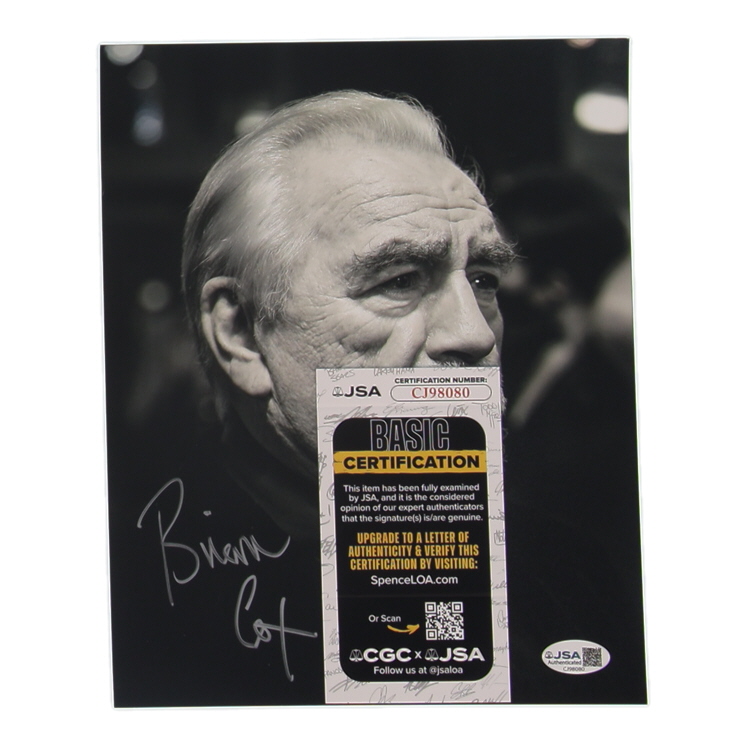 JSA
CERTIFICATION NUMBER:
CJ98080
BASIC
CERTIFICATION
This item has been fully examined
by JSA, and it is the considered
opinion of our expert authenticators
that the signature(s) is/are genuine.
UPGRADE TO A LETTER OF
AUTHENTICITY & VERIFY THIS
CERTIFICATION BY VISITING:
SpenceLOA.com
Or Scan
CGC x JSA
Follow us at @jsaloa
Brian
Cox
JSA
Authenticated
CJ98080